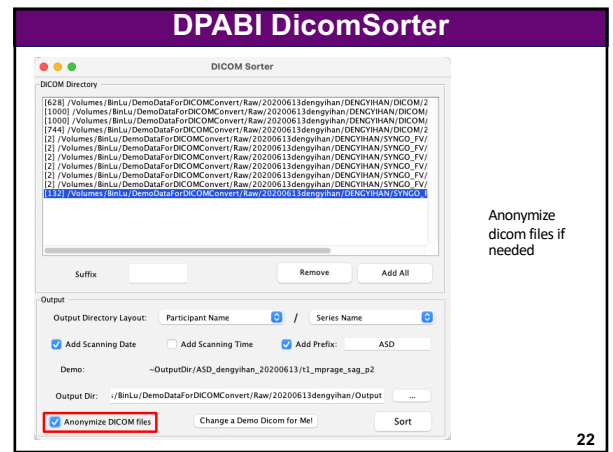 DPABI DicomSorter
DICOM Sorter
DICOM Directory
[628] /Volumes/BinLu/DemoDataForDICOMConvert/Raw/20200613dengyihan/DENGYIHAN/DICOM/2
[1000] /Volumes/BinLu/DemoDataForDICOMConvert/Raw/20200613dengyihan/DENGYIHAN/DICOM/
[1000] /Volumes/BinLu/DemoDataForDICOMConvert/Raw/20200613dengyihan/DENGYIHAN/DICOM/
[744] /Volumes/BinLu/DemoDataForDICOMConvert/Raw/20200613dengyihan/DENGYIHAN/DICOM/2
[2] /Volumes/BinLu/DemoDataForDICOMConvert/Raw/20200613dengyihan/DENGYIHAN/SYNGO_FV/
[2] /Volumes/BinLu/DemoDataForDICOMConvert/Raw/20200613dengyihan/DENGYIHAN/SYNGO_FV/
[2] /Volumes/BinLu/DemoDataForDICOMConvert/Raw/20200613dengyihan/DENGYIHAN/SYNGO_FV/
[2] /Volumes/BinLu/DemoDataForDICOMConvert/Raw/20200613dengyihan/DENGYIHAN/SYNGO_FV/
[2] /Volumes/BinLu/DemoDataForDICOMConvert/Raw/20200613dengyihan/DENGYIHAN/SYNGO_FV/
[2] /Volumes/BinLu/DemoDataForDICOMConvert/Raw/20200613dengyihan/DENGYIHAN/SYNGO_FV/
[132] /Volumes/BinLu/DemoDataForDICOMConvert/Raw/20200613dengyihan/DENGYIHAN/SYNGO_F
Anonymize
dicom files if
needed
Suffix Remove Add All
Output
Output Directory Layout: Participant Name / Series Name
Add Scanning Date Add Scanning Time Add Prefix: ASD
Demo: ~OutputDir/ASD_dengyihan_20200613/t1_mprage_sag_p2
Output Dir: s/BinLu/DemoDataForDICOMConvert/Raw/20200613dengyihan/Output ...
Anonymize DICOM files Change a Demo Dicom for Me! Sort
22